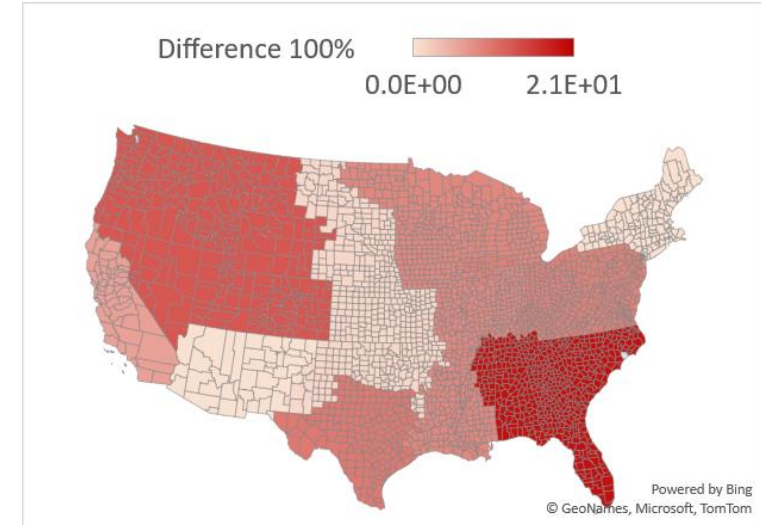 Difference 100%
0.0E+00 2.1E+01
Powered by Bing
© GeoNames, Microsoft, TomTom